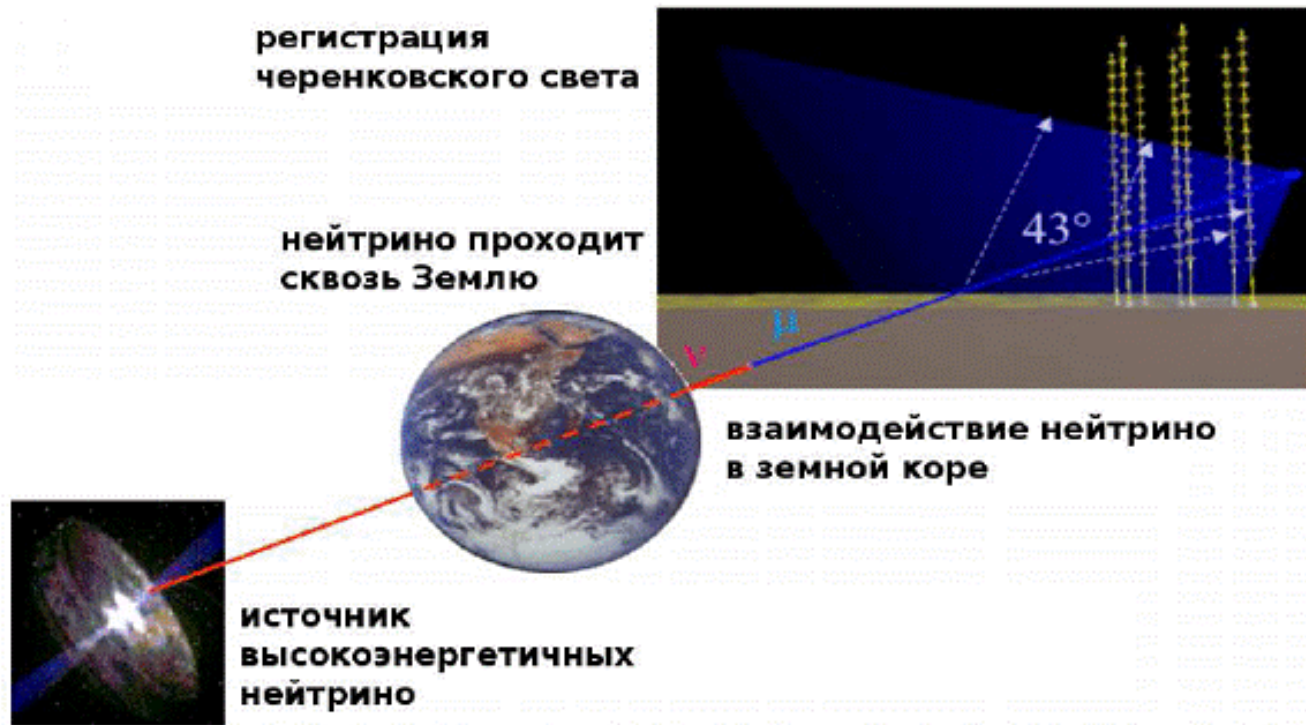 регистрация
черенковского света
43°
нейтрино проходит
сквозь Землю
μ
ν
взаимодействие нейтрино
в земной коре
источник
высокоэнергетичных
нейтрино